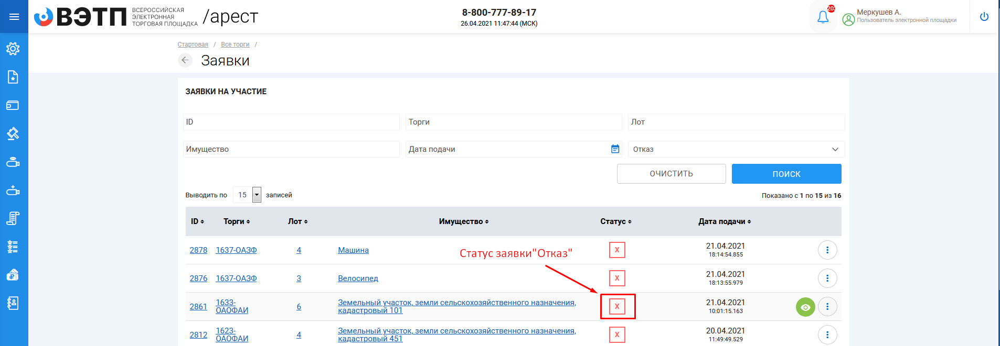 ВЭТП
ВСЕРОССИЙСКАЯ
ЭЛЕКТРОННАЯ
ТОРГОВАЯ ПЛОЩАДКА
/арест
8-800-777-89-17
26.04.2021 11:47:44 (МСК)
203
Меркушев А.
Пользователь электронной площадки
Стартовая / Все торги /
Заявки
ЗАЯВКИ НА УЧАСТИЕ
ID Торги Лот
Имущество Дата подачи Отказ
ОЧИСТИТЬ ПОИСК
Выводить по 15 записей Показано с 1 по 15 из 16
ID Торги Лот Имущество Статус Дата подачи
2878 1637-ОАЗФ 4 Машина X 21.04.2021
18:14:54.855
Статус заявки"Отказ"
2876 1637-ОАЗФ 3 Велосипед X 21.04.2021
18:13:55.979
2861 1633-
ОАОФАИ 6 Земельный участок, земли сельскохозяйственного назначения,
кадастровый 101 X 21.04.2021
10:01:15.163
2812 1623-
ОАОФАИ 4 Земельный участок, земли сельскохозяйственного назначения,
кадастровый 451 X 20.04.2021
11:49:49.529